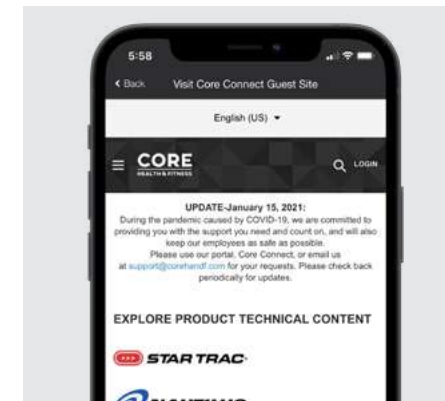 5:58
Back Visit Core Connect Guest Site
English (US)
CORE LOGIN
HEALTH & FITNESS
UPDATE-January 15, 2021:
During the pandemic caused by COVID-19, we are committed to
providing you with the support you need and count on, and will also
keep our employees as safe as possible.
Please use our portal, Core Connect, or email us
at support@corehandf.com for your requests. Please check back
periodically for updates.
EXPLORE PRODUCT TECHNICAL CONTENT
STAR TRAC